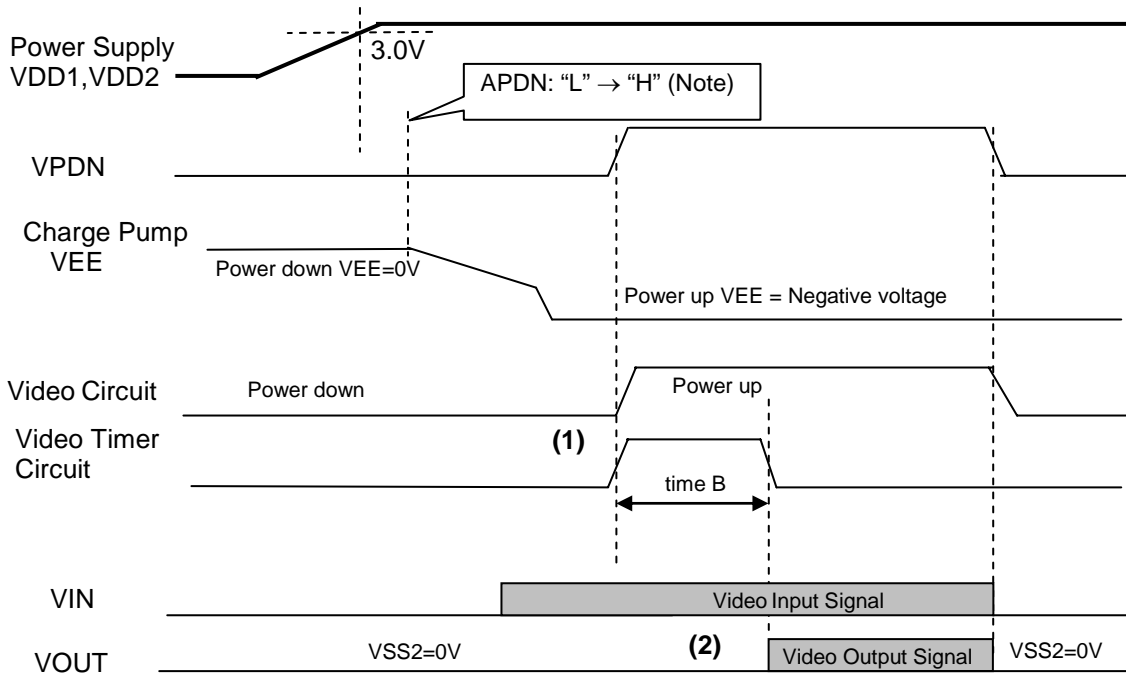 Power Supply
VDD1,VDD2
3.0V
APDN: “L” → “H” (Note)
VPDN
Charge Pump
VEE
Power down VEE=0V
Power up VEE = Negative voltage
Video Circuit
Power down
Power up
Video Timer
Circuit
(1)
time B
VIN
Video Input Signal
VOUT
VSS2=0V
(2)
Video Output Signal
VSS2=0V